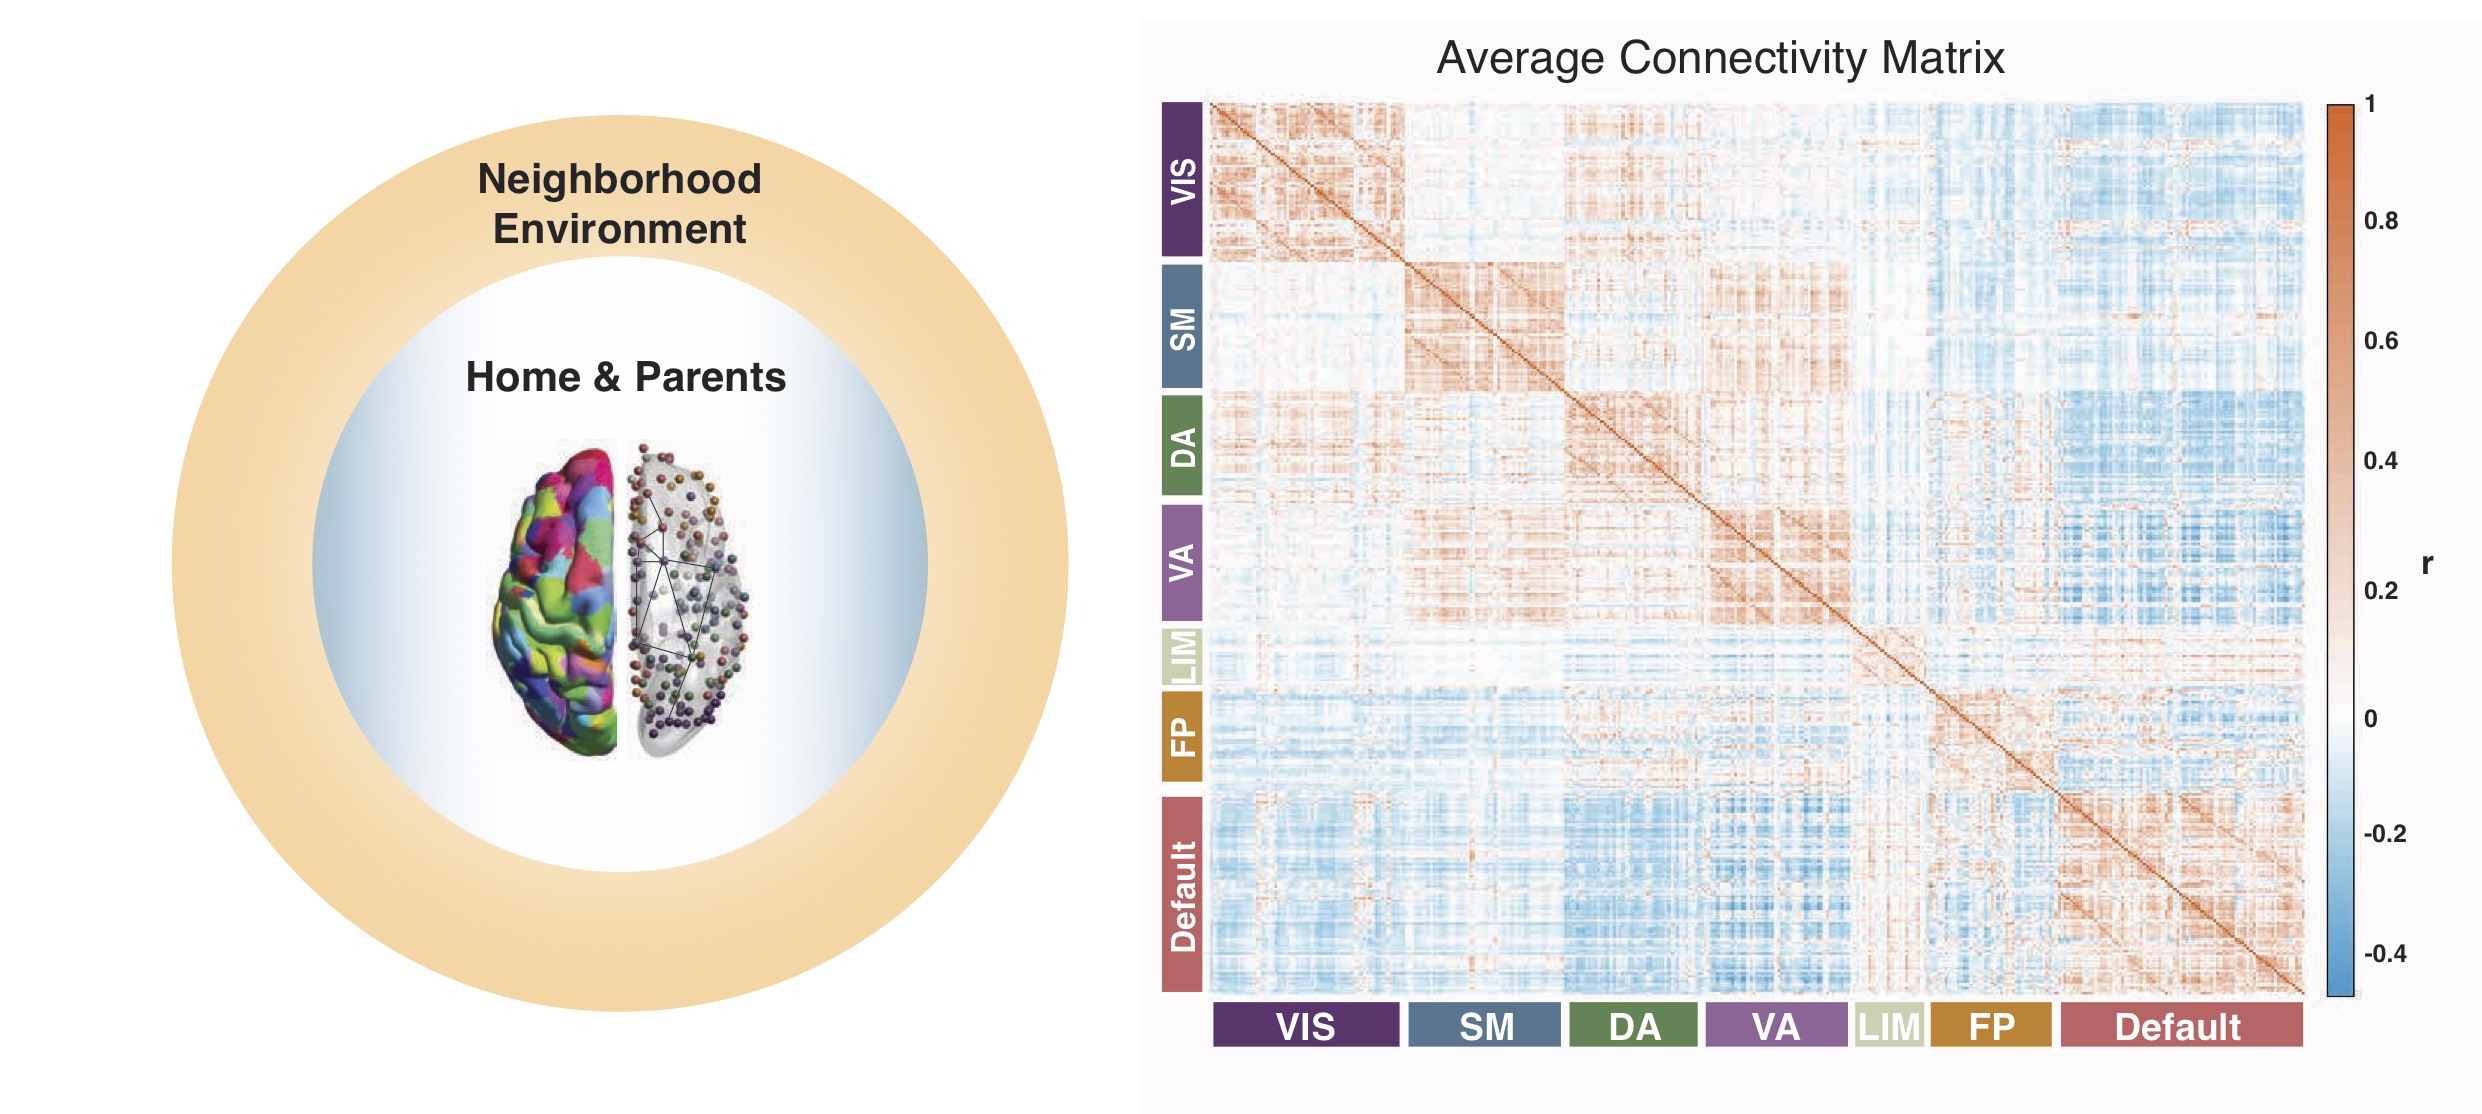 Neighborhood
Environment
Home & Parents
Average Connectivity Matrix
VIS
SM
DA
VA
LIM
FP
Default
VIS
SM
DA
VA
LIM
FP
Default
1
0.8
0.6
0.4
0.2
0
-0.2
-0.4
r